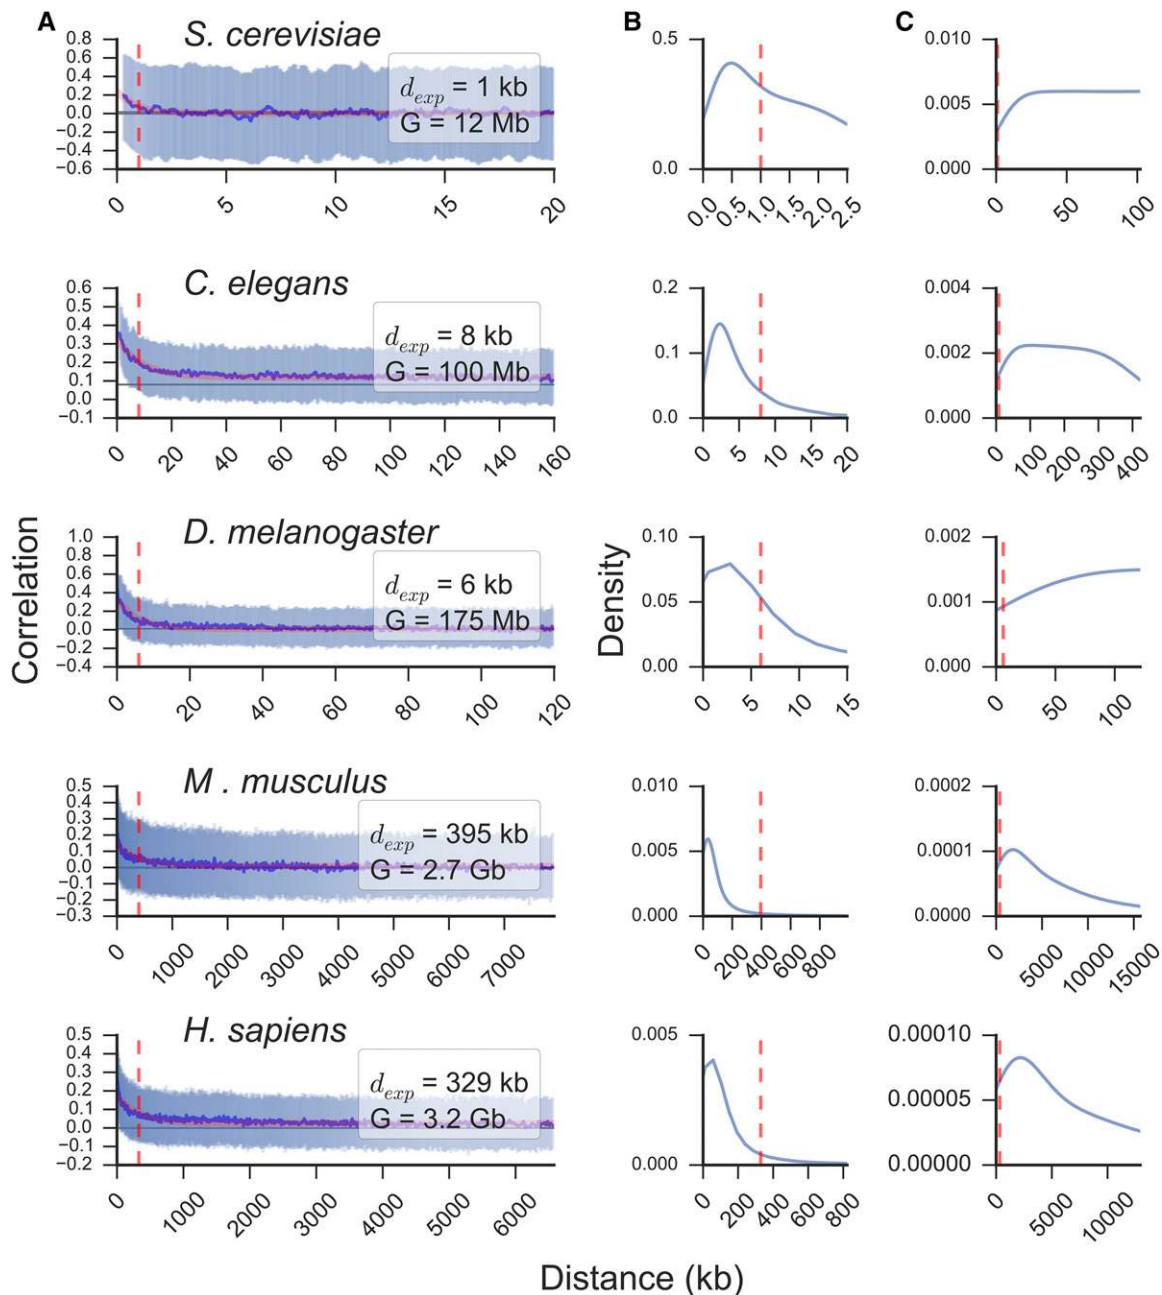 A
B
C
S. cerevisiae
0.8
0.6
0.4
0.2
0.0
−0.2
−0.4
−0.6
d_exp = 1 kb
G = 12 Mb
0 5 10 15 20
0.5
0.0
0.0 0.5 1.0 1.5 2.0 2.5
0.010
0.005
0.000
0 50 100
C. elegans
0.6
0.5
0.4
0.3
0.2
0.1
0.0
−0.1
d_exp = 8 kb
G = 100 Mb
0 20 40 60 80 100 120 140 160
0.2
0.1
0.0
0 5 10 15 20
0.004
0.002
0.000
0 100 200 300 400
Correlation
D. melanogaster
1.0
0.8
0.6
0.4
0.2
0.0
−0.2
−0.4
d_exp = 6 kb
G = 175 Mb
0 20 40 60 80 100 120
Density
0.10
0.05
0.00
0 5 10 15
0.002
0.001
0.000
0 50 100
M . musculus
0.5
0.4
0.3
0.2
0.1
0.0
−0.1
−0.2
−0.3
d_exp = 395 kb
G = 2.7 Gb
0 1000 2000 3000 4000 5000 6000 7000
0.010
0.005
0.000
0 200 400 600 800
0.0002
0.0001
0.0000
0 5000 10000 15000
H. sapiens
0.5
0.4
0.3
0.2
0.1
0.0
−0.1
−0.2
d_exp = 329 kb
G = 3.2 Gb
0 1000 2000 3000 4000 5000 6000
0.005
0.000
0 200 400 600 800
0.00010
0.00005
0.00000
0 5000 10000
Distance (kb)